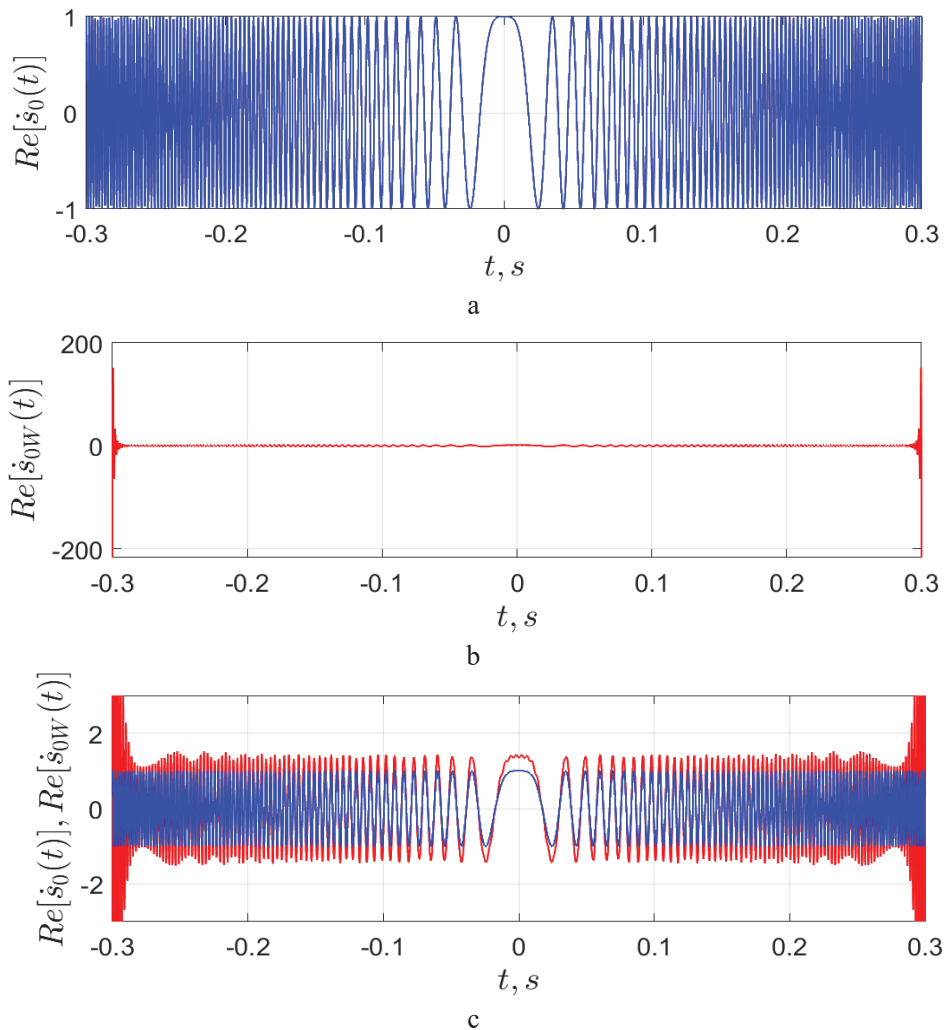 Re[ṡ₀(t)]
1
0
-1
-0.3 -0.2 -0.1 0 0.1 0.2 0.3
t, s
a
Re[ṡ₀W(t)]
200
0
-200
-0.3 -0.2 -0.1 0 0.1 0.2 0.3
t, s
b
Re[ṡ₀(t)], Re[ṡ₀W(t)]
2
0
-2
-0.3 -0.2 -0.1 0 0.1 0.2 0.3
t, s
c